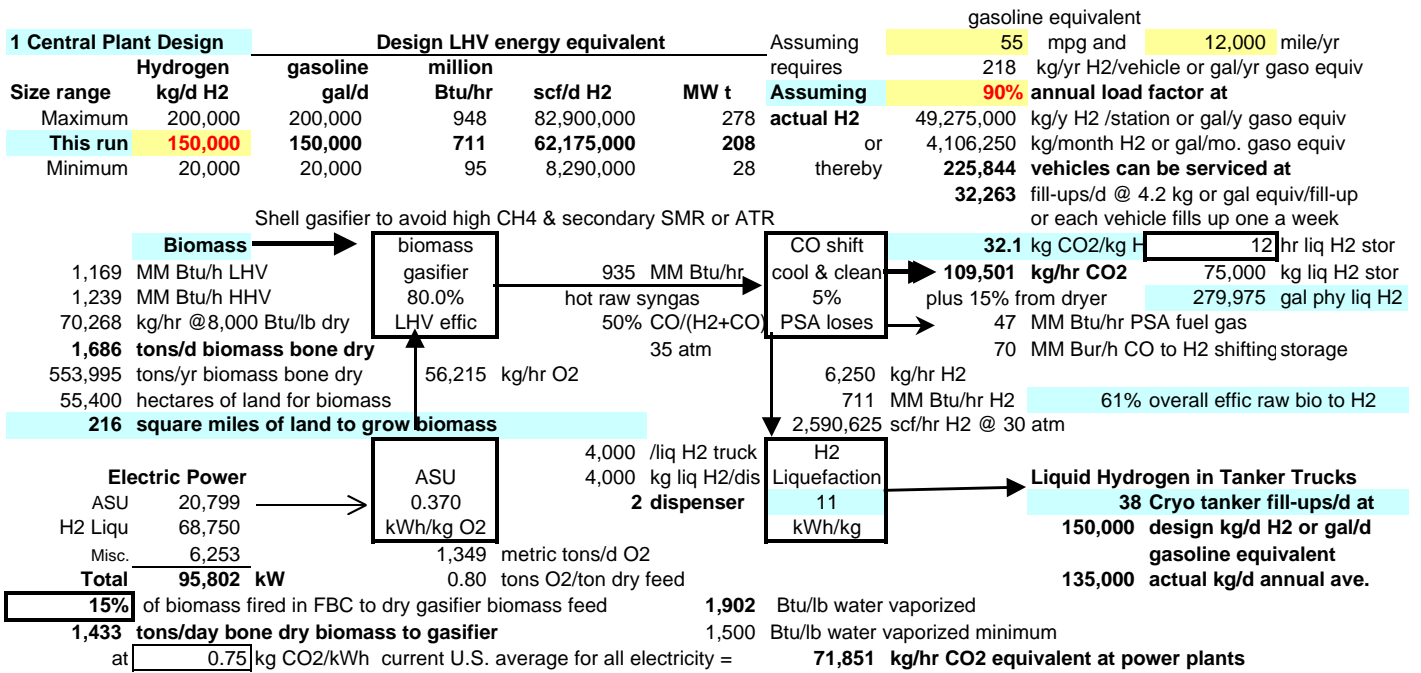 gasoline equivalent
1 Central Plant Design Design LHV energy equivalent Assuming 55 mpg and 12,000 mile/yr
Hydrogen gasoline million requires 218 kg/yr H2/vehicle or gal/yr gaso equiv
Size range kg/d H2 gal/d Btu/hr scf/d H2 MW t Assuming 90% annual load factor at
Maximum 200,000 200,000 948 82,900,000 278 actual H2 49,275,000 kg/y H2 /station or gal/y gaso equiv
This run 150,000 150,000 711 62,175,000 208 or 4,106,250 kg/month H2 or gal/mo. gaso equiv
Minimum 20,000 20,000 95 8,290,000 28 thereby 225,844 vehicles can be serviced at
32,263 fill-ups/d @ 4.2 kg or gal equiv/fill-up
Shell gasifier to avoid high CH4 & secondary SMR or ATR or each vehicle fills up one a week
Biomass biomass CO shift 32.1 kg CO2/kg H 12 hr liq H2 stor
1,169 MM Btu/h LHV gasifier 935 MM Btu/hr cool & clean 109,501 kg/hr CO2 75,000 kg liq H2 stor
1,239 MM Btu/h HHV 80.0% hot raw syngas 5% plus 15% from dryer 279,975 gal phy liq H2
70,268 kg/hr @8,000 Btu/lb dry LHV effic 50% CO/(H2+CO) PSA loses 47 MM Btu/hr PSA fuel gas
1,686 tons/d biomass bone dry 35 atm 70 MM Bur/h CO to H2 shifting storage
553,995 tons/yr biomass bone dry 56,215 kg/hr O2 6,250 kg/hr H2
55,400 hectares of land for biomass 711 MM Btu/hr H2 61% overall effic raw bio to H2
216 square miles of land to grow biomass 2,590,625 scf/hr H2 @ 30 atm
4,000 /liq H2 truck H2
Electric Power ASU 4,000 kg liq H2/dis Liquefaction Liquid Hydrogen in Tanker Trucks
ASU 20,799 0.370 2 dispenser 11 38 Cryo tanker fill-ups/d at
H2 Liqu 68,750 kWh/kg O2 kWh/kg 150,000 design kg/d H2 or gal/d
Misc. 6,253 1,349 metric tons/d O2 gasoline equivalent
Total 95,802 kW 0.80 tons O2/ton dry feed 135,000 actual kg/d annual ave.
15% of biomass fired in FBC to dry gasifier biomass feed 1,902 Btu/lb water vaporized
1,433 tons/day bone dry biomass to gasifier 1,500 Btu/lb water vaporized minimum
at 0.75 kg CO2/kWh current U.S. average for all electricity = 71,851 kg/hr CO2 equivalent at power plants